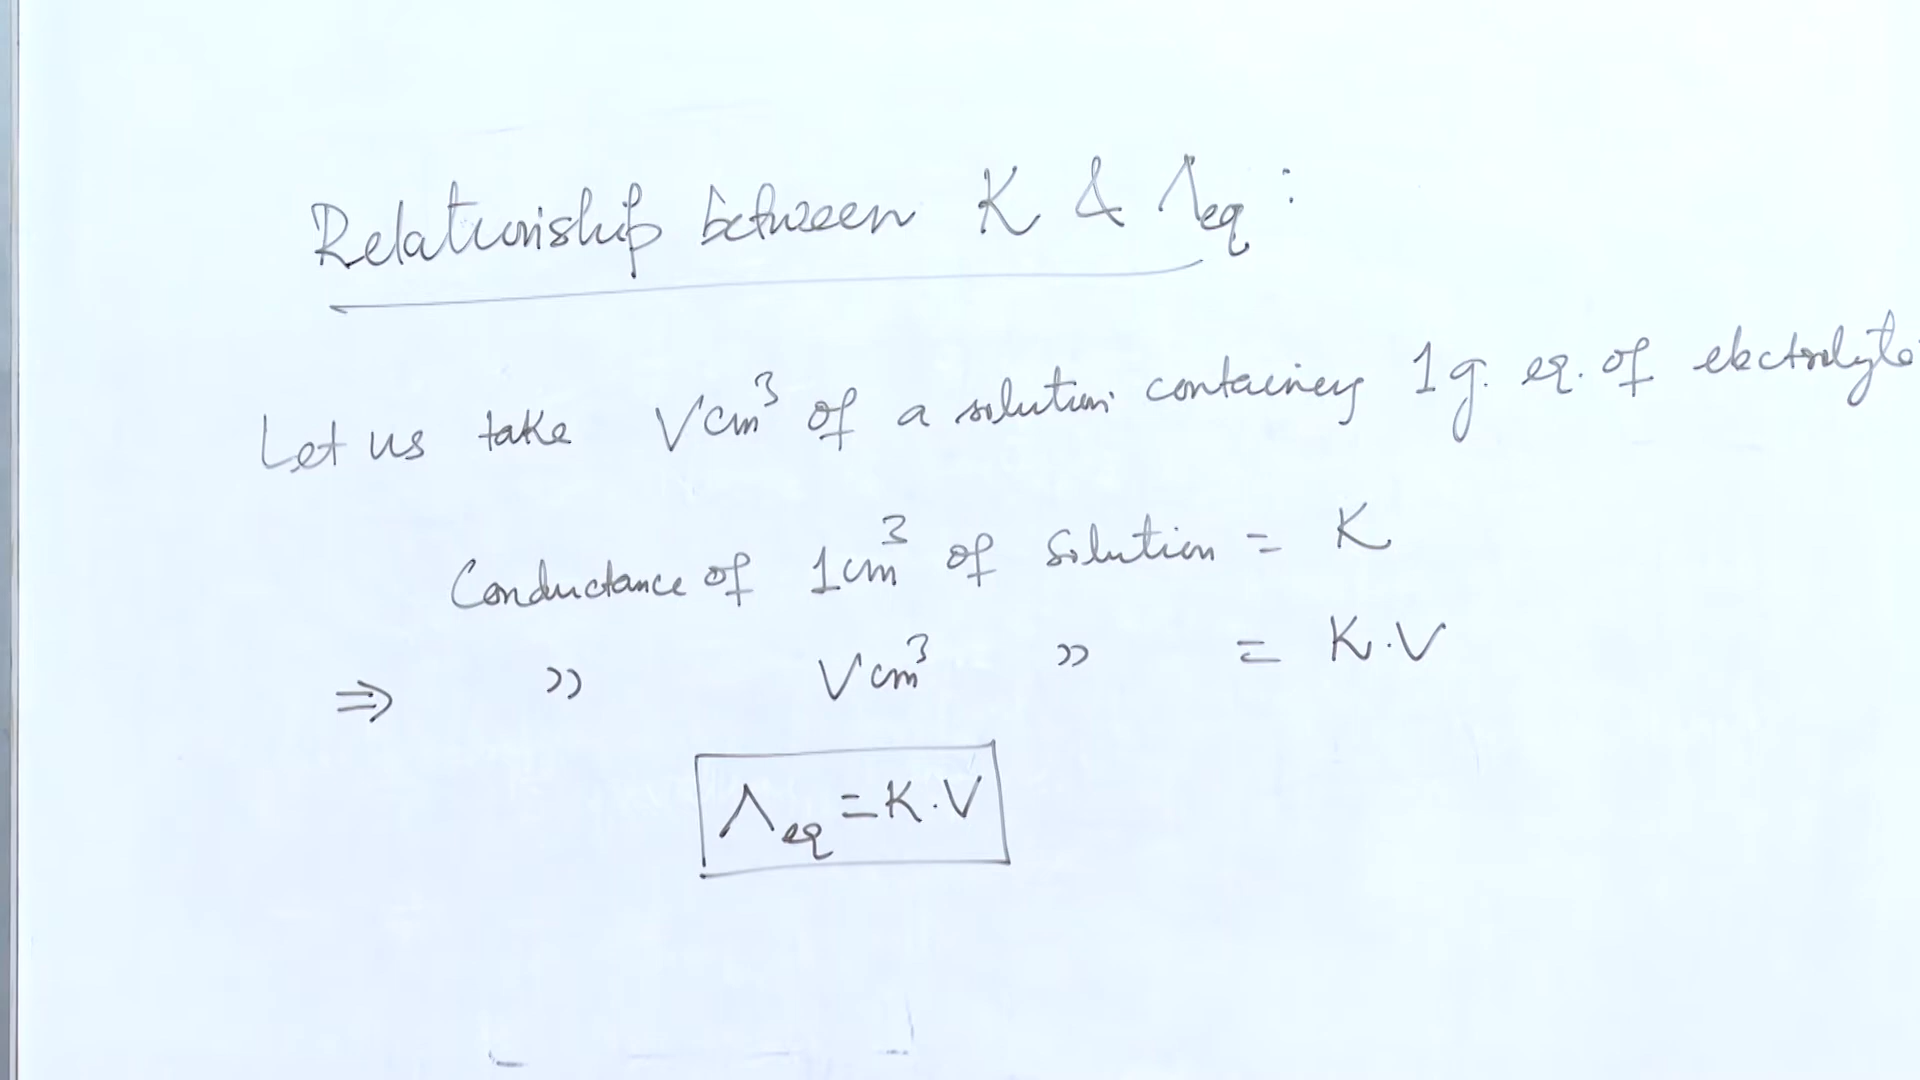 Relationship between K & Λeq :
Let us take V cm³ of a solution containing 1 g. eq. of electrolyte
Conductance of 1 cm³ of solution = K
⇒ " V cm³ " = K.V
Λeq = K.V